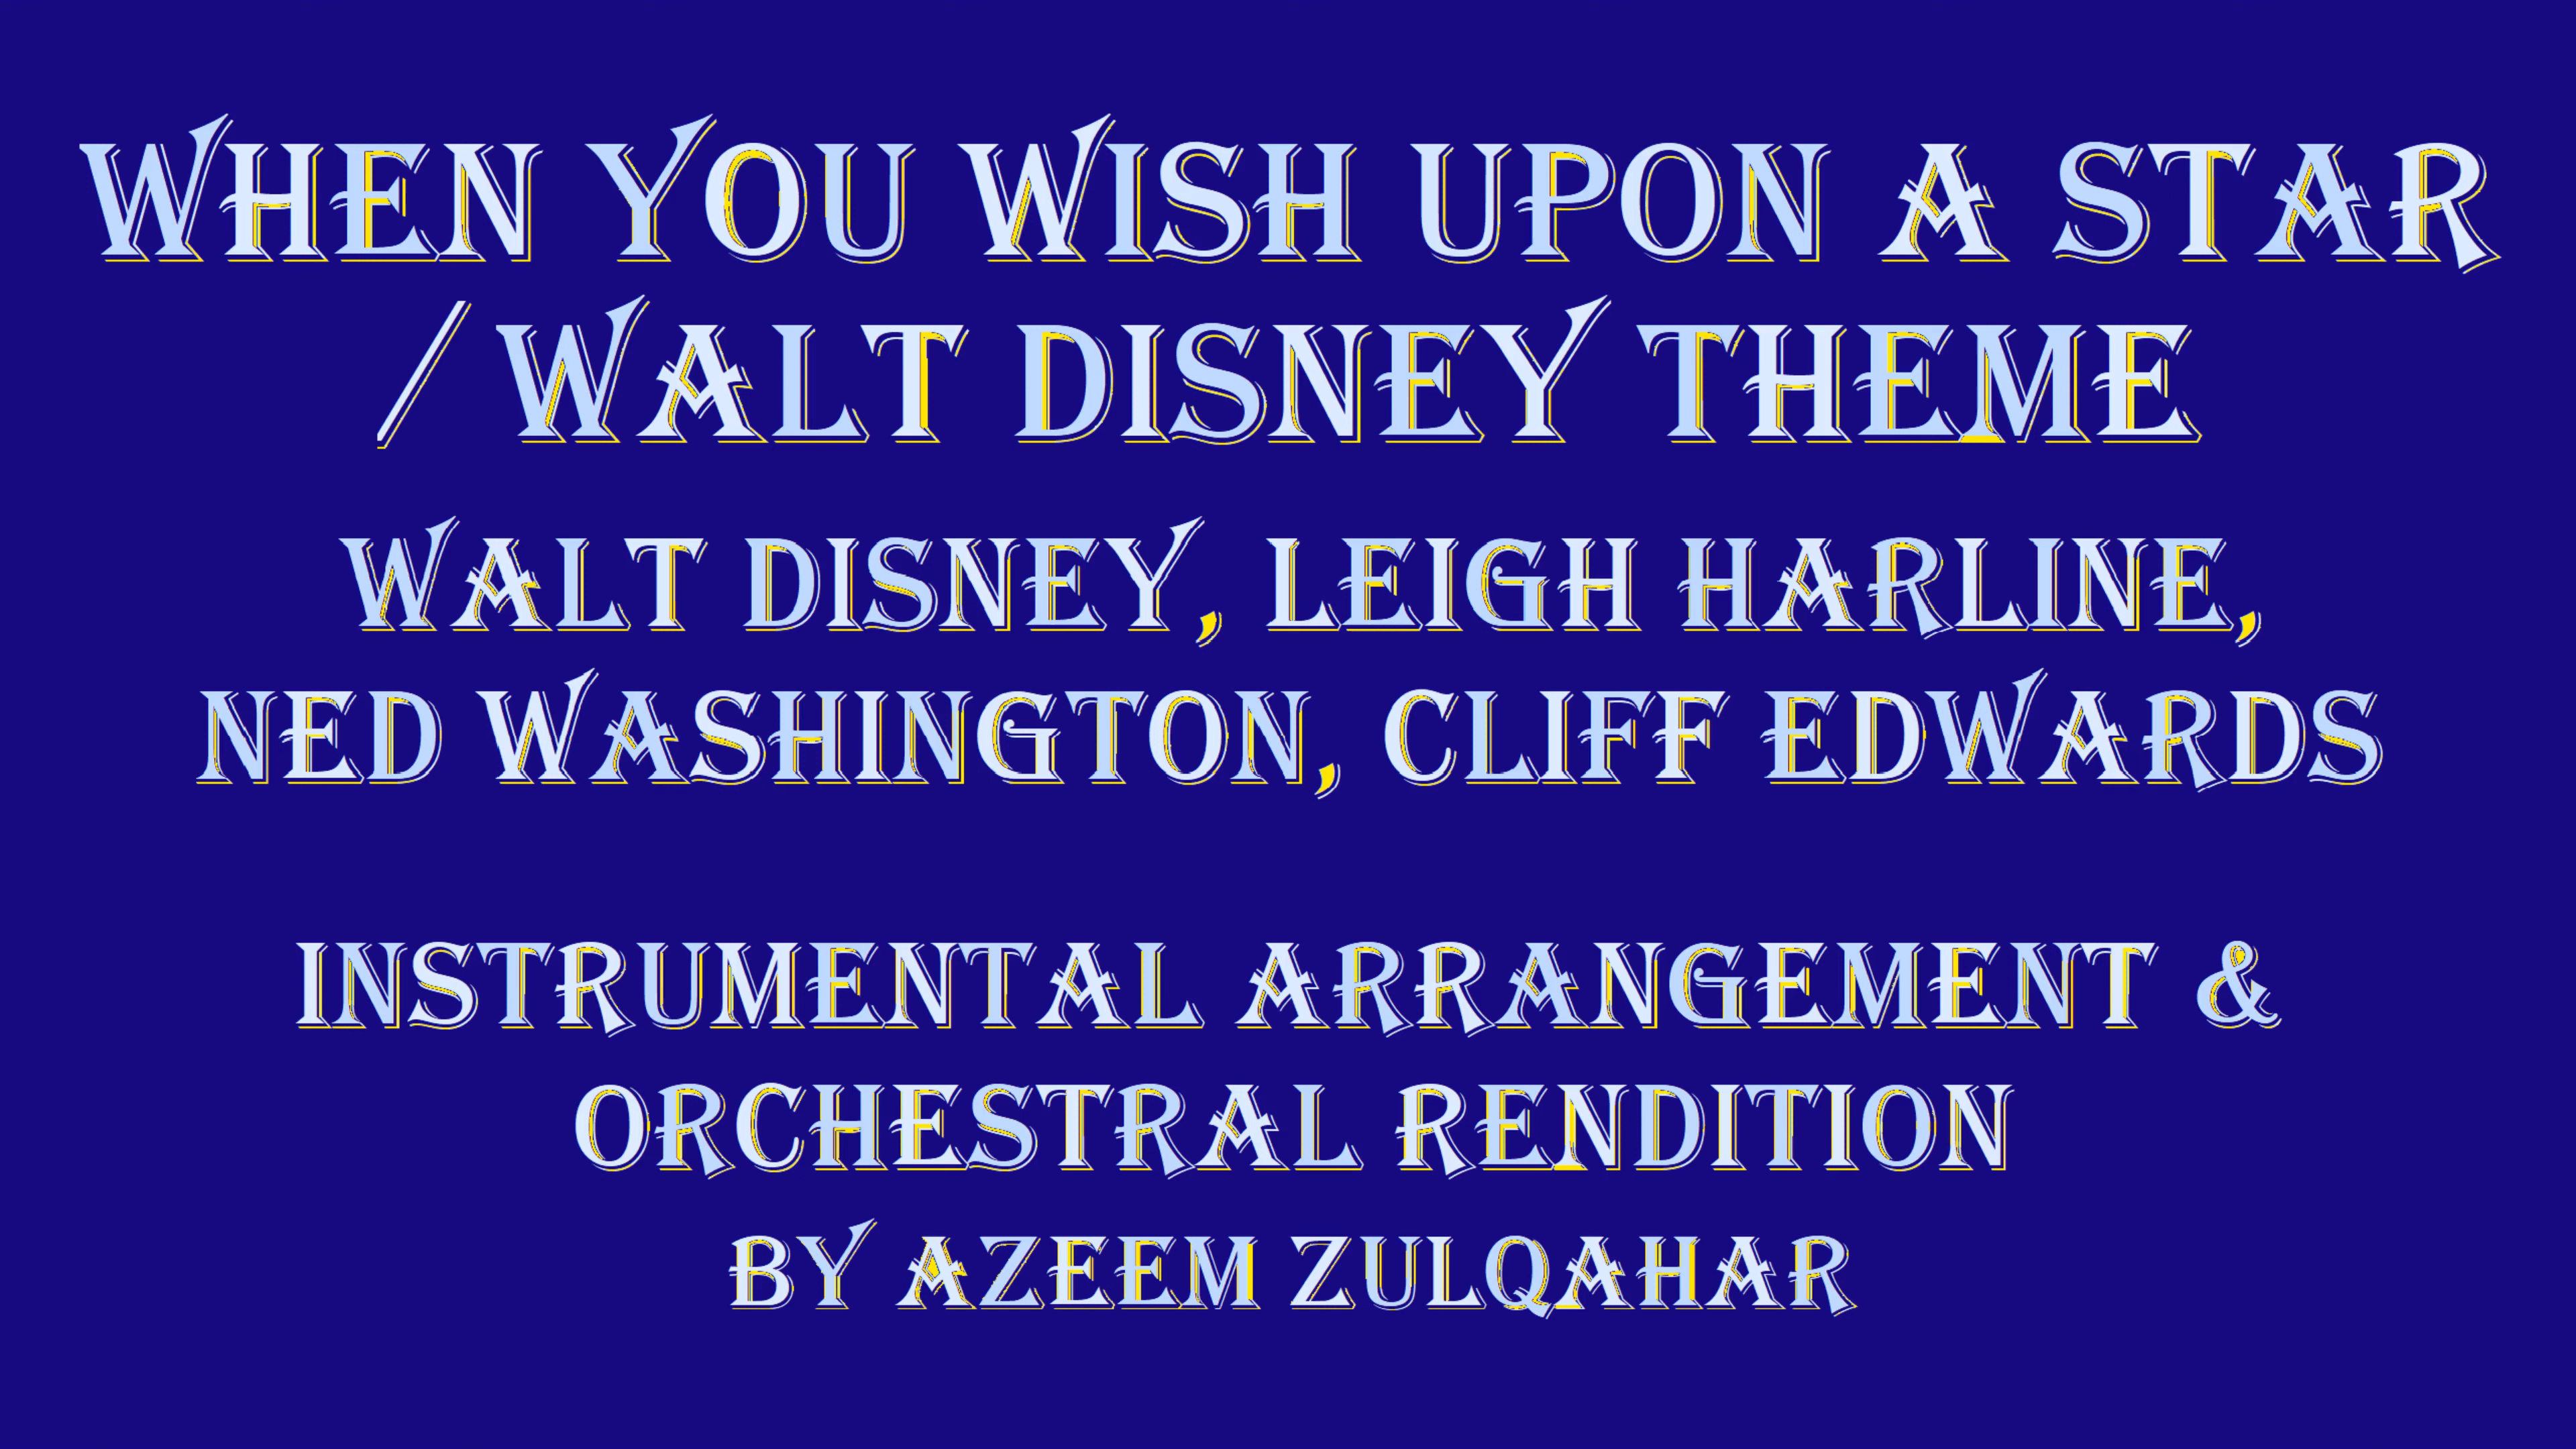 WHEN YOU WISH UPON A STAR
/ WALT DISNEY THEME
WALT DISNEY, LEIGH HARLINE,
NED WASHINGTON, CLIFF EDWARDS
INSTRUMENTAL ARRANGEMENT &
ORCHESTRAL RENDITION
BY AZEEM ZULQAHAR